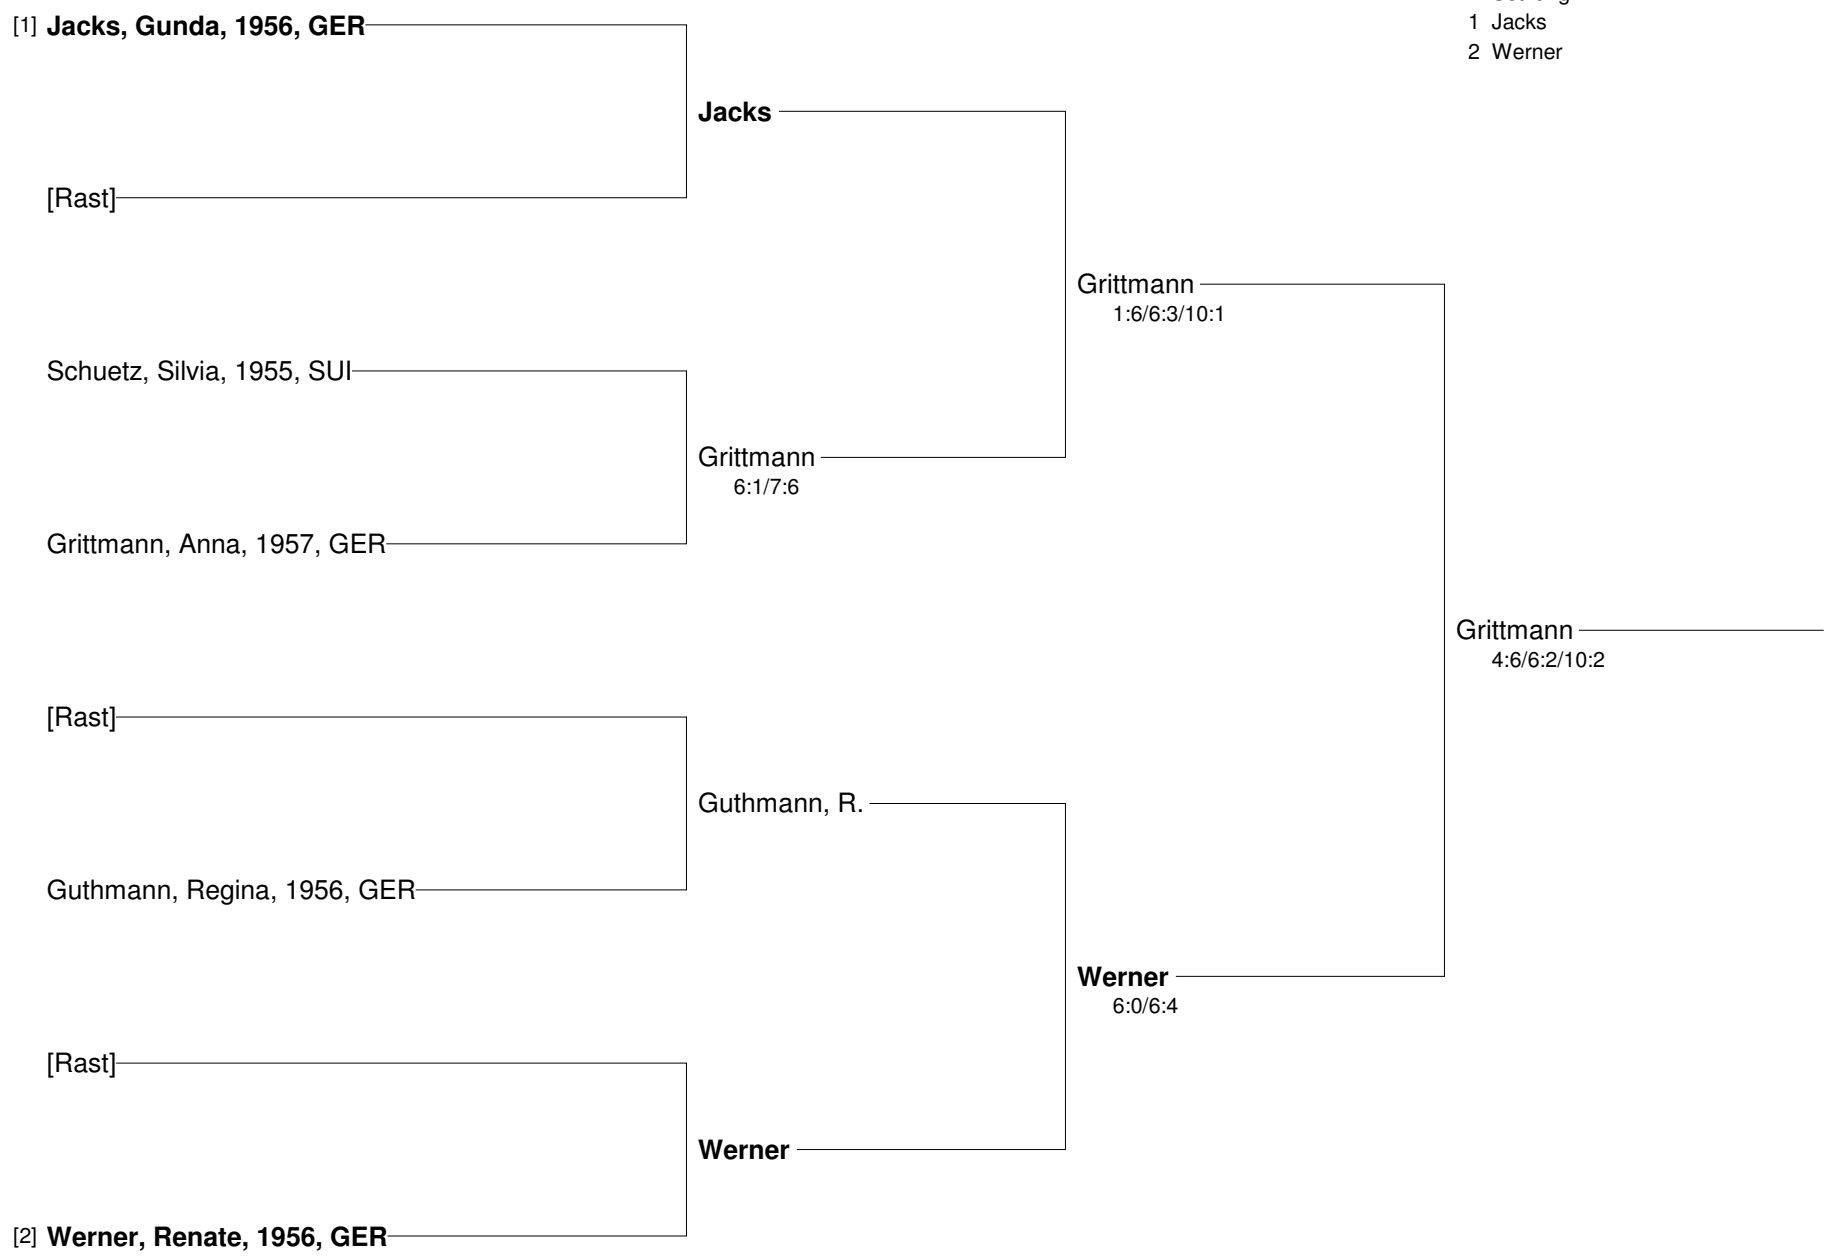 [1] Jacks, Gunda, 1956, GER
1 Jacks
2 Werner
Jacks
[Rast]
Grittmann
1:6/6:3/10:1
Schuetz, Silvia, 1955, SUI
Grittmann
6:1/7:6
Grittmann, Anna, 1957, GER
Grittmann
4:6/6:2/10:2
[Rast]
Guthmann, R.
Guthmann, Regina, 1956, GER
Werner
6:0/6:4
[Rast]
Werner
[2] Werner, Renate, 1956, GER